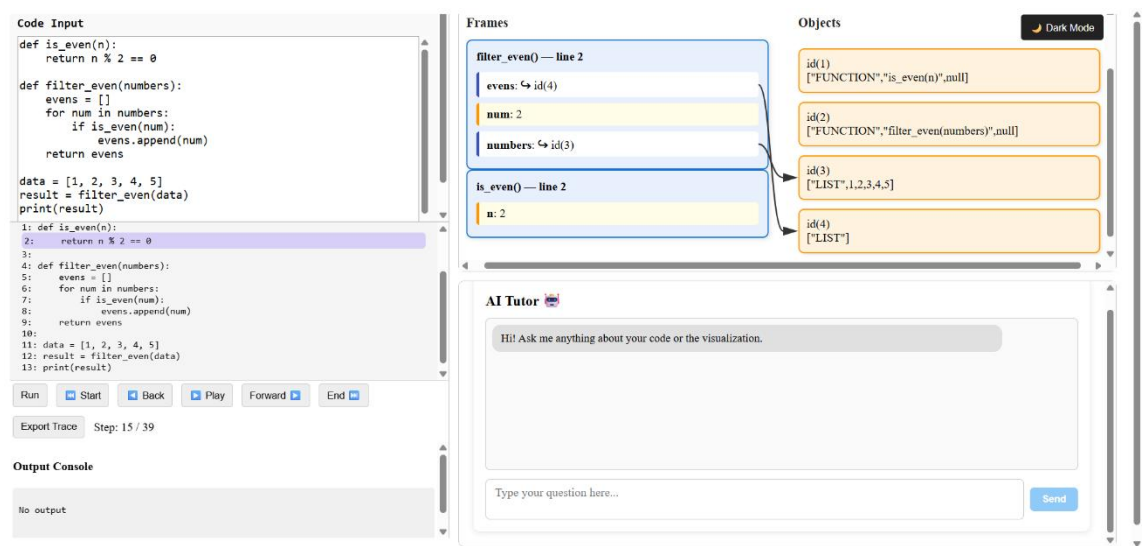 Code Input
def is_even(n):
    return n % 2 == 0
def filter_even(numbers):
    evens = []
    for num in numbers:
        if is_even(num):
            evens.append(num)
    return evens
data = [1, 2, 3, 4, 5]
result = filter_even(data)
print(result)
1: def is_even(n):
2:     return n % 2 == 0
3:
4: def filter_even(numbers):
5:     evens = []
6:     for num in numbers:
7:         if is_even(num):
8:             evens.append(num)
9:     return evens
10:
11: data = [1, 2, 3, 4, 5]
12: result = filter_even(data)
13: print(result)
Run Start Back Play Forward End
Export Trace Step: 15 / 39
Output Console
No output
Frames
filter_even() — line 2
evens: ↪ id(4)
num: 2
numbers: ↪ id(3)
is_even() — line 2
n: 2
Objects
🌙 Dark Mode
id(1)
["FUNCTION","is_even(n)",null]
id(2)
["FUNCTION","filter_even(numbers)",null]
id(3)
["LIST",1,2,3,4,5]
id(4)
["LIST"]
AI Tutor 🤖
Hi! Ask me anything about your code or the visualization.
Type your question here...
Send